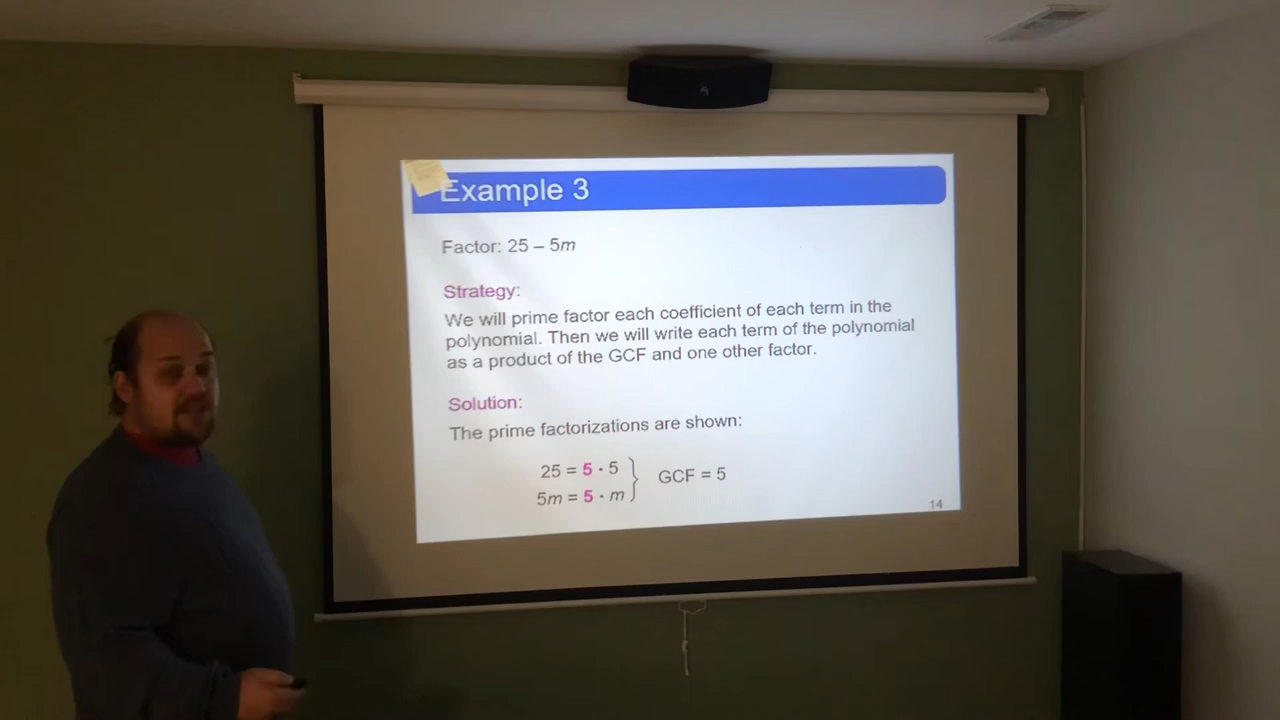 Example 3
Factor: 25 – 5m
Strategy:
We will prime factor each coefficient of each term in the
polynomial. Then we will write each term of the polynomial
as a product of the GCF and one other factor.
Solution:
The prime factorizations are shown:
25 = 5 · 5
5m = 5 · m
GCF = 5
14